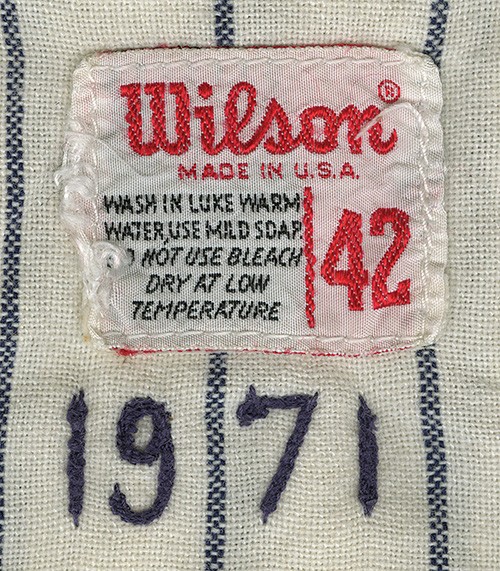 Wilson®
MADE IN U.S.A.
WASH IN LUKE WARM
WATER, USE MILD SOAP
DO NOT USE BLEACH
DRY AT LOW
TEMPERATURE
42
1971